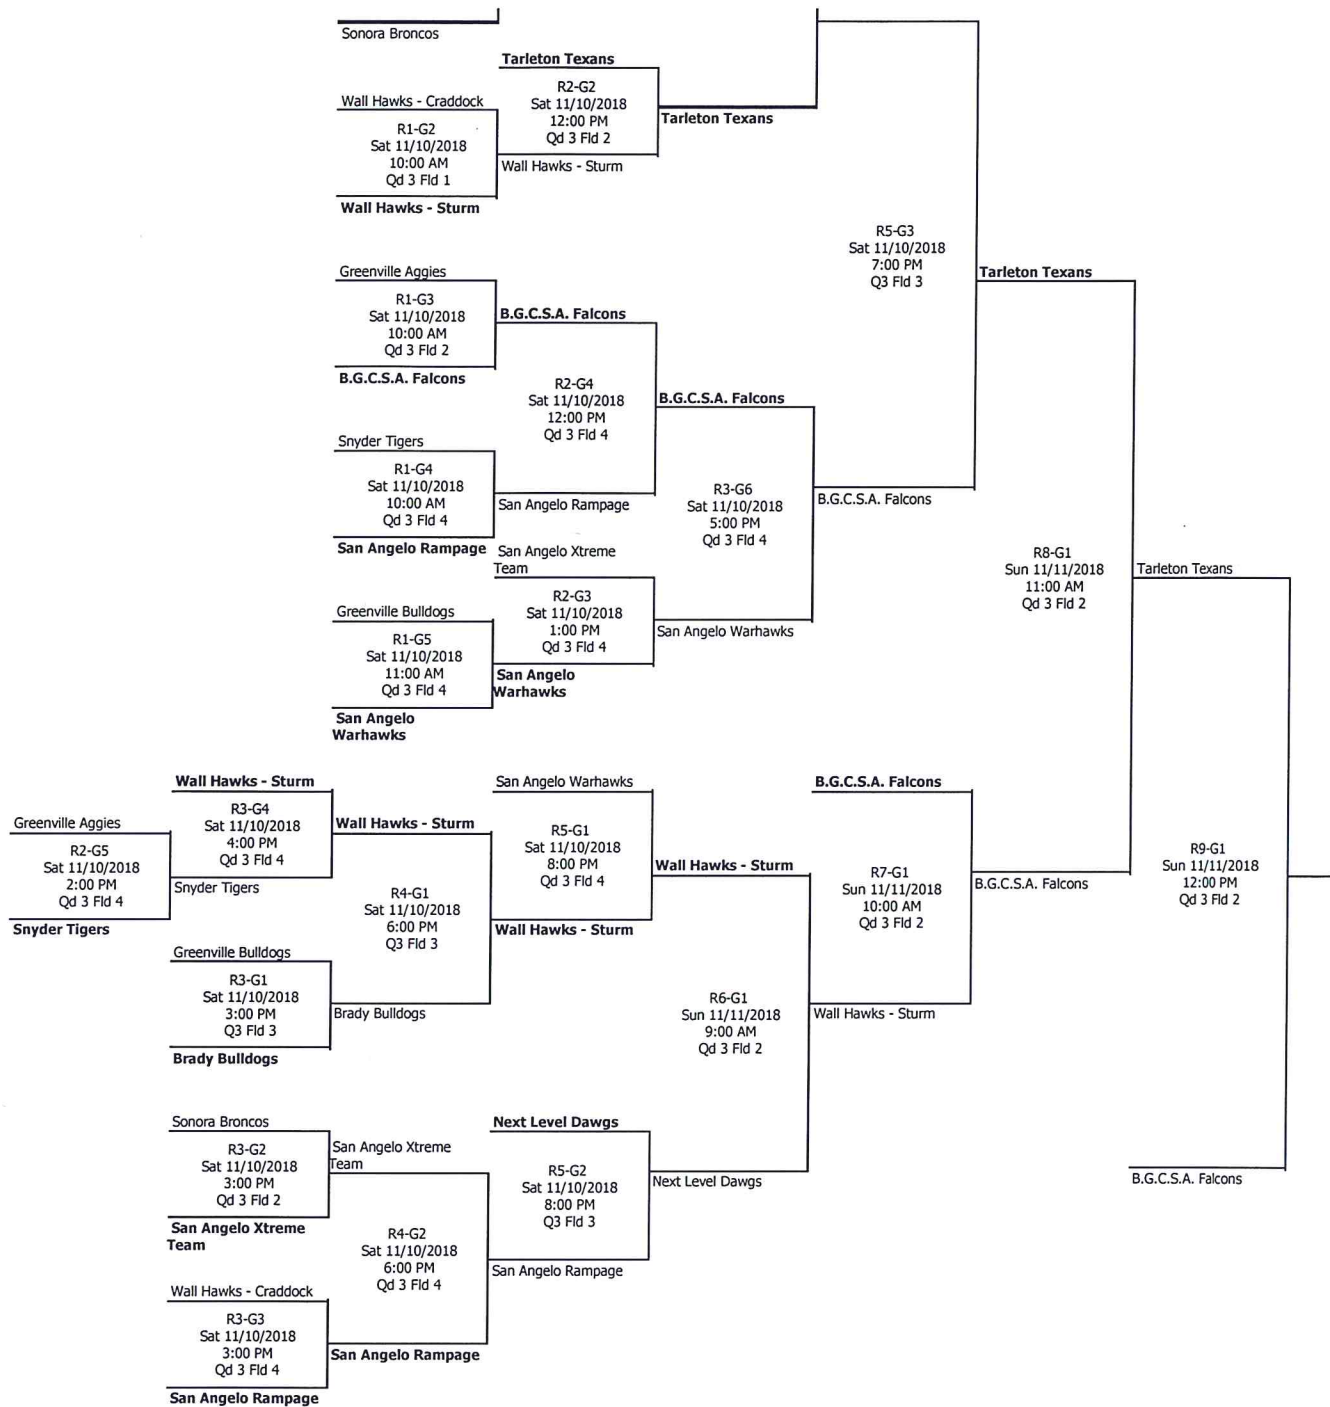 Sonora Broncos
Tarleton Texans
R2-G2
Sat 11/10/2018
12:00 PM
Qd 3 Fld 2
Tarleton Texans
Wall Hawks - Craddock
R1-G2
Sat 11/10/2018
10:00 AM
Qd 3 Fld 1
Wall Hawks - Sturm
Wall Hawks - Sturm
R5-G3
Sat 11/10/2018
7:00 PM
Q3 Fld 3
Tarleton Texans
Greenville Aggies
R1-G3
Sat 11/10/2018
10:00 AM
Qd 3 Fld 2
B.G.C.S.A. Falcons
B.G.C.S.A. Falcons
R2-G4
Sat 11/10/2018
12:00 PM
Qd 3 Fld 4
B.G.C.S.A. Falcons
Snyder Tigers
R1-G4
Sat 11/10/2018
10:00 AM
Qd 3 Fld 4
San Angelo Rampage
San Angelo Rampage
R3-G6
Sat 11/10/2018
5:00 PM
Qd 3 Fld 4
B.G.C.S.A. Falcons
San Angelo Xtreme
Team
R2-G3
Sat 11/10/2018
1:00 PM
Qd 3 Fld 4
San Angelo Warhawks
Greenville Bulldogs
R1-G5
Sat 11/10/2018
11:00 AM
Qd 3 Fld 4
San Angelo
Warhawks
San Angelo
Warhawks
R8-G1
Sun 11/11/2018
11:00 AM
Qd 3 Fld 2
Tarleton Texans
Wall Hawks - Sturm
R3-G4
Sat 11/10/2018
4:00 PM
Qd 3 Fld 4
Wall Hawks - Sturm
Greenville Aggies
R2-G5
Sat 11/10/2018
2:00 PM
Qd 3 Fld 4
Snyder Tigers
Snyder Tigers
San Angelo Warhawks
R5-G1
Sat 11/10/2018
8:00 PM
Qd 3 Fld 4
Wall Hawks - Sturm
R4-G1
Sat 11/10/2018
6:00 PM
Q3 Fld 3
Wall Hawks - Sturm
B.G.C.S.A. Falcons
R7-G1
Sun 11/11/2018
10:00 AM
Qd 3 Fld 2
B.G.C.S.A. Falcons
R9-G1
Sun 11/11/2018
12:00 PM
Qd 3 Fld 2
Greenville Bulldogs
R3-G1
Sat 11/10/2018
3:00 PM
Q3 Fld 3
Brady Bulldogs
Brady Bulldogs
R6-G1
Sun 11/11/2018
9:00 AM
Qd 3 Fld 2
Wall Hawks - Sturm
Sonora Broncos
R3-G2
Sat 11/10/2018
3:00 PM
Qd 3 Fld 2
San Angelo Xtreme
Team
San Angelo Xtreme
Team
Next Level Dawgs
R5-G2
Sat 11/10/2018
8:00 PM
Q3 Fld 3
Next Level Dawgs
B.G.C.S.A. Falcons
R4-G2
Sat 11/10/2018
6:00 PM
Qd 3 Fld 4
San Angelo Rampage
Wall Hawks - Craddock
R3-G3
Sat 11/10/2018
3:00 PM
Qd 3 Fld 4
San Angelo Rampage
San Angelo Rampage